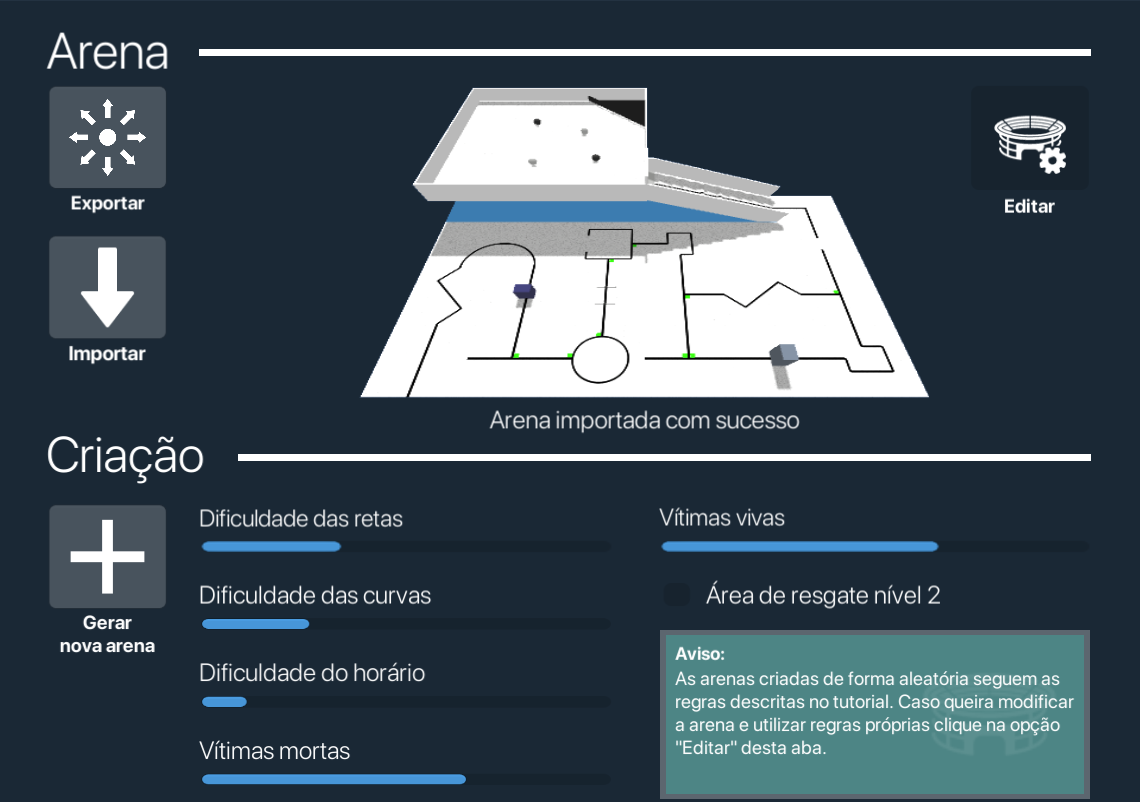 Arena
Exportar
Importar
Editar
Arena importada com sucesso
Criação
Gerar
nova arena
Dificuldade das retas
Dificuldade das curvas
Dificuldade do horário
Vítimas mortas
Vítimas vivas
Área de resgate nível 2
Aviso:
As arenas criadas de forma aleatória seguem as
regras descritas no tutorial. Caso queira modificar
a arena e utilizar regras próprias clique na opção
"Editar" desta aba.